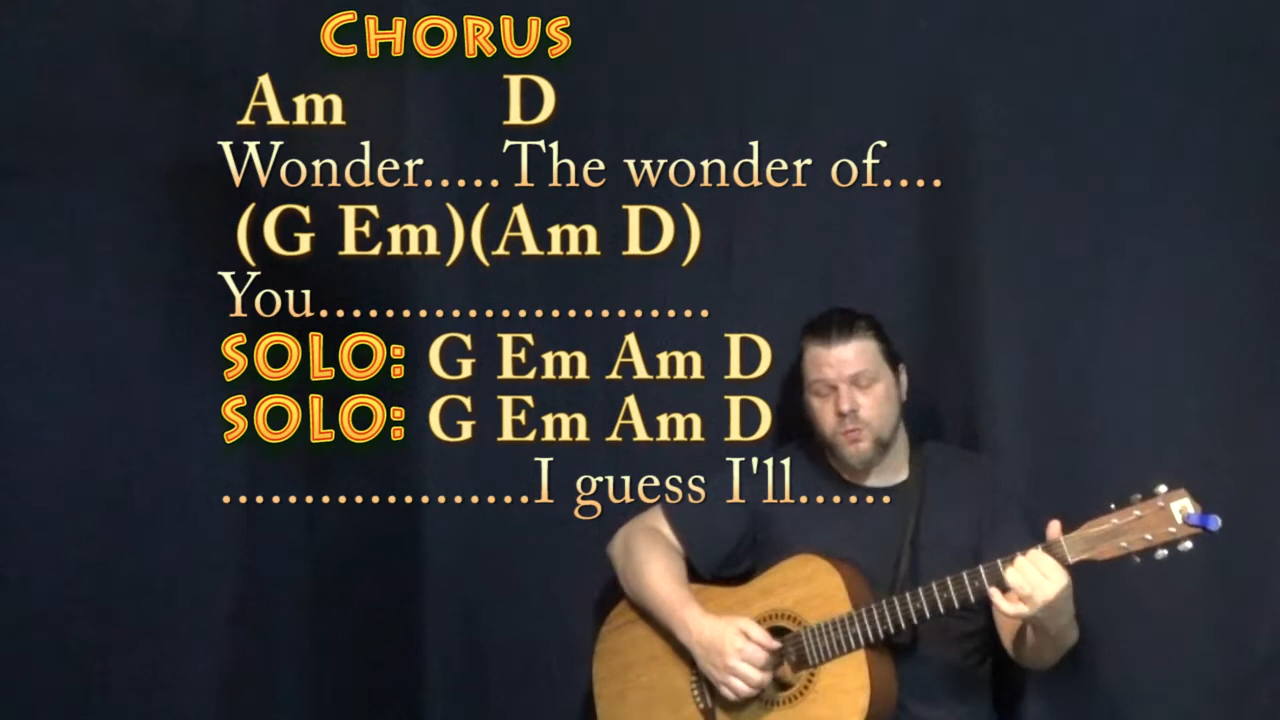 CHORUS
Am D
Wonder.....The wonder of....
(G Em)(Am D)
You........................
SOLO: G Em Am D
SOLO: G Em Am D
...................I guess I'll......